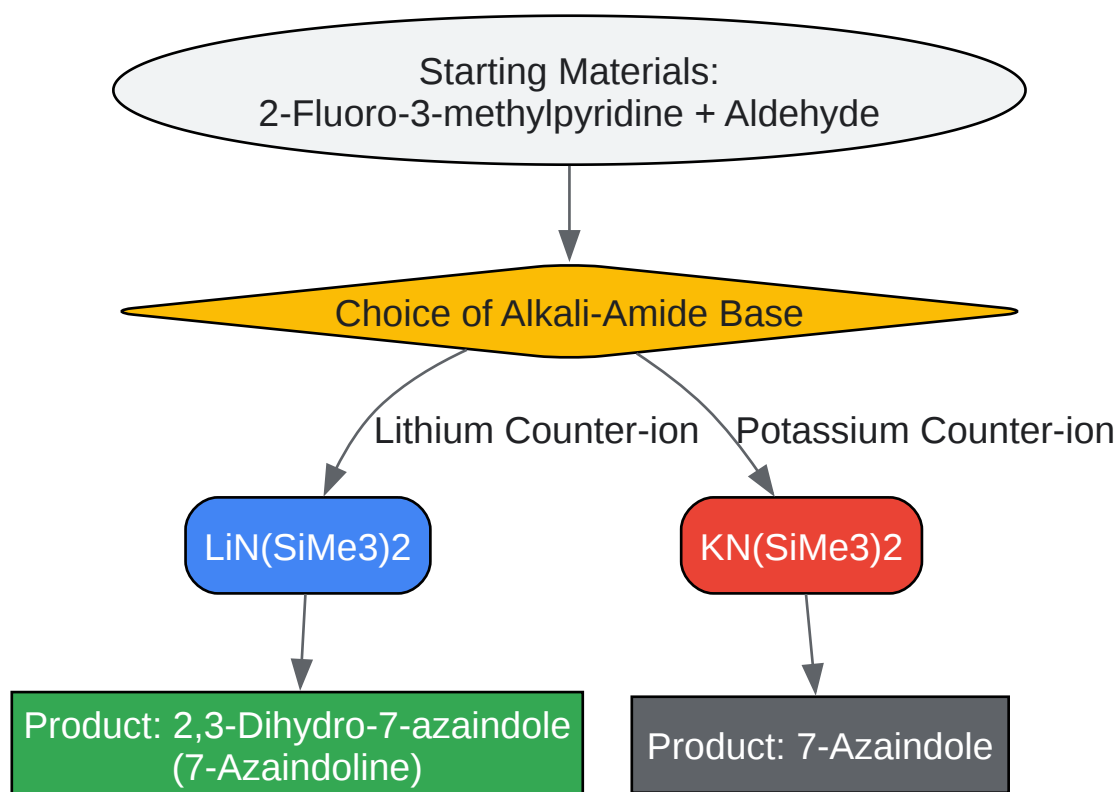 Starting Materials:
2-Fluoro-3-methylpyridine + Aldehyde
Choice of Alkali-Amide Base
Lithium Counter-ion
Potassium Counter-ion
LiN(SiMe3)2
KN(SiMe3)2
Product: 2,3-Dihydro-7-azaindole
(7-Azaindoline)
Product: 7-Azaindole